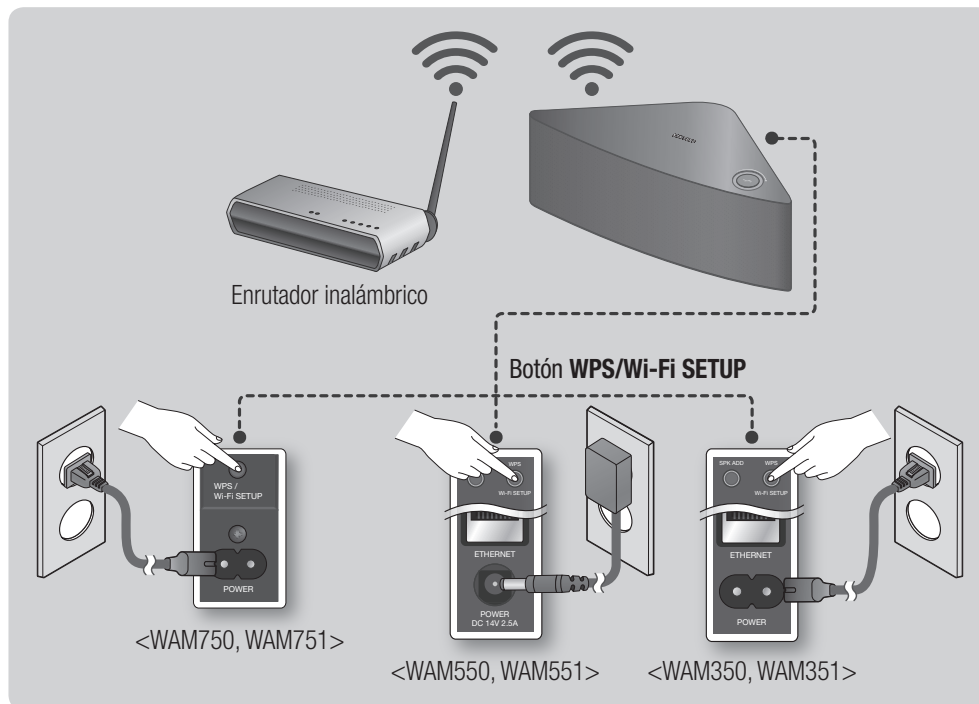 Enrutador inalámbrico
Botón WPS/Wi-Fi SETUP
WPS /
Wi-Fi SETUP
POWER
<WAM750, WAM751>
WPS
Wi-Fi SETUP
ETHERNET
POWER
DC 14V 2.5A
<WAM550, WAM551>
SPK ADD
WPS
Wi-Fi SETUP
ETHERNET
POWER
<WAM350, WAM351>